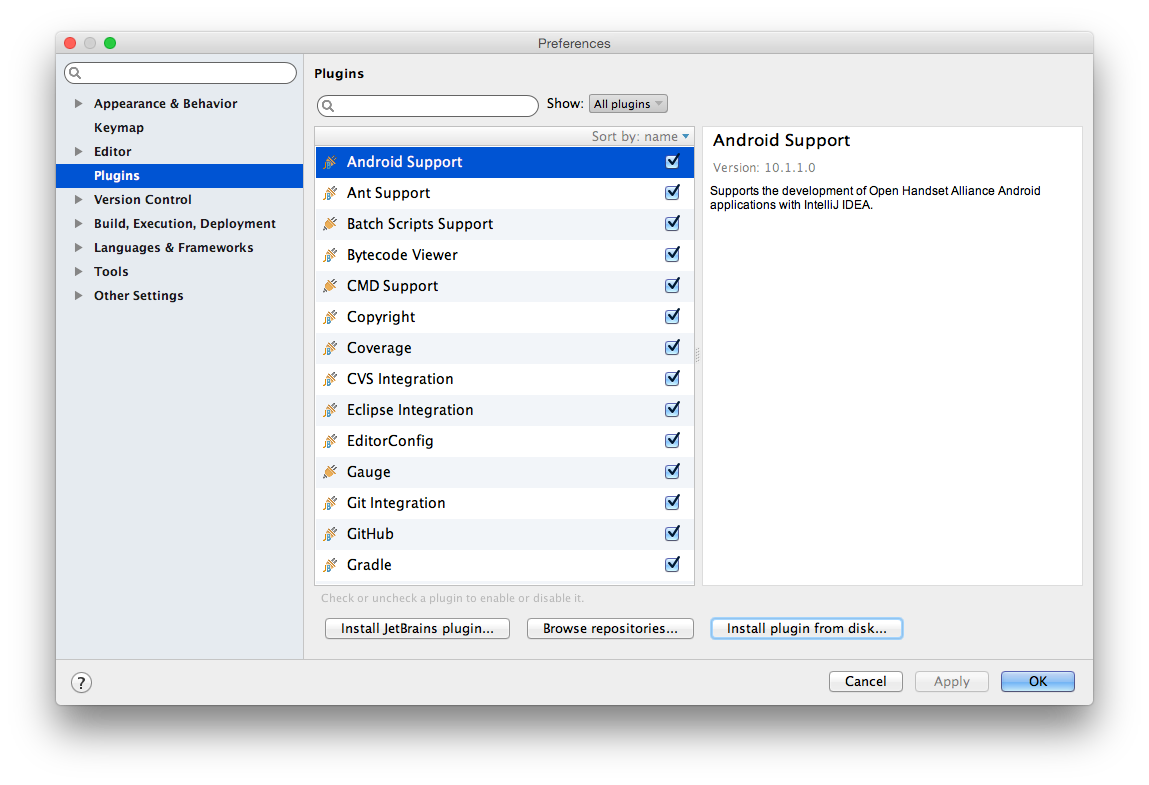 Preferences
Appearance & Behavior
Keymap
Editor
Plugins
Version Control
Build, Execution, Deployment
Languages & Frameworks
Tools
Other Settings
Plugins
Show: All plugins
Sort by: name
Android Support
Ant Support
Batch Scripts Support
Bytecode Viewer
CMD Support
Copyright
Coverage
CVS Integration
Eclipse Integration
EditorConfig
Gauge
Git Integration
GitHub
Gradle
Android Support
Version: 10.1.1.0
Supports the development of Open Handset Alliance Android
applications with IntelliJ IDEA.
Check or uncheck a plugin to enable or disable it.
Install JetBrains plugin...
Browse repositories...
Install plugin from disk...
?
Cancel
Apply
OK